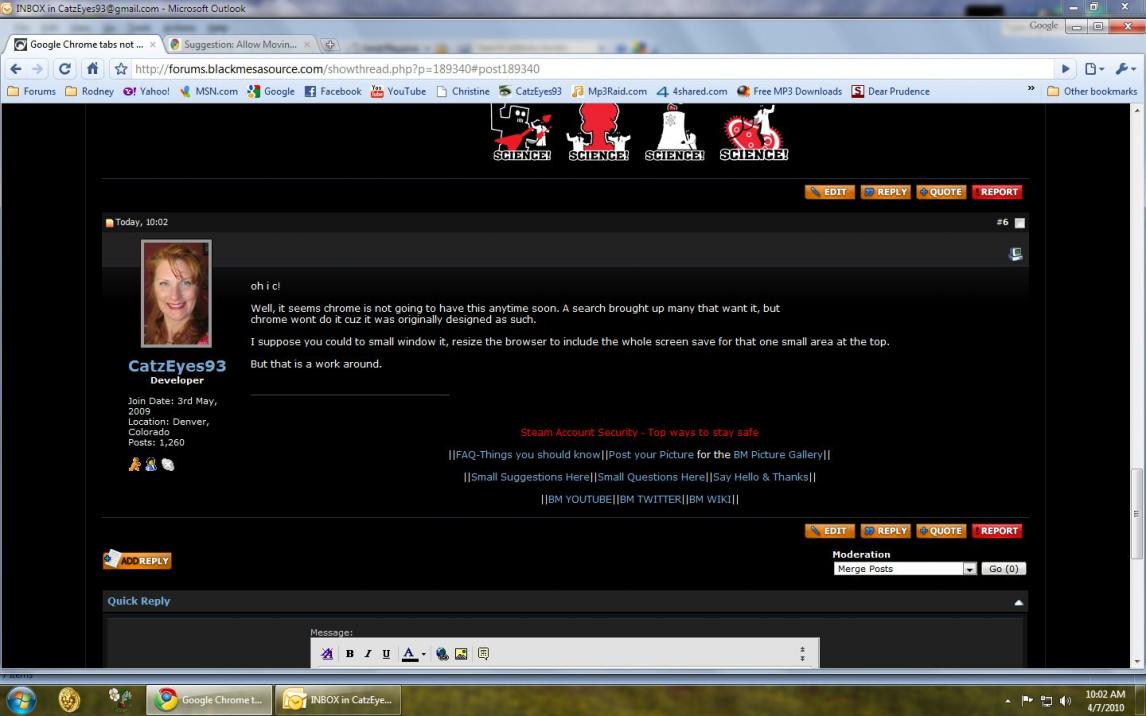 INBOX in CatzEyes93@gmail.com - Microsoft Outlook
Google
Google Chrome tabs not ...
Suggestion: Allow Movin...
http://forums.blackmesasource.com/showthread.php?p=189340#post189340
Forums Rodney Yahoo! MSN.com Google Facebook YouTube Christine CatzEyes93 Mp3Raid.com 4shared.com Free MP3 Downloads Dear Prudence » Other bookmarks
SCIENCE! SCIENCE! SCIENCE! SCIENCE!
EDIT REPLY QUOTE !REPORT
Today, 10:02 #6
oh i c!
Well, it seems chrome is not going to have this anytime soon. A search brought up many that want it, but
chrome wont do it cuz it was originally designed as such.
I suppose you could to small window it, resize the browser to include the whole screen save for that one small area at the top.
But that is a work around.
CatzEyes93
Developer
Join Date: 3rd May,
2009
Location: Denver,
Colorado
Posts: 1,260
Steam Account Security - Top ways to stay safe
||FAQ-Things you should know||Post your Picture for the BM Picture Gallery||
||Small Suggestions Here||Small Questions Here||Say Hello & Thanks||
||BM YOUTUBE||BM TWITTER||BM WIKI||
EDIT REPLY QUOTE !REPORT
ADD REPLY
Moderation
Merge Posts Go (0)
Quick Reply
Message:
B I U A
7 items
Google Chrome t...
INBOX in CatzEye...
10:02 AM
4/7/2010